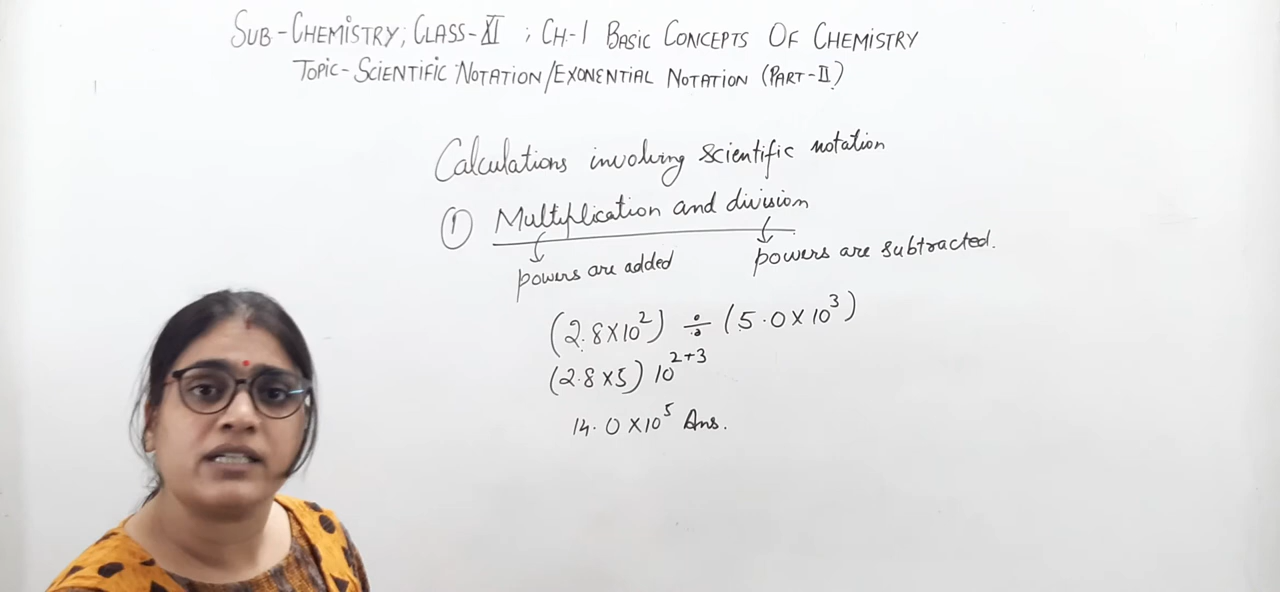 SUB-CHEMISTRY; CLASS-XI ; CH-1 BASIC CONCEPTS OF CHEMISTRY
TOPIC-SCIENTIFIC NOTATION/EXONENTIAL NOTATION (PART-II)
Calculations involving scientific notation
① Multiplication and division
powers are added powers are subtracted.
(2.8×10²) ÷ (5.0×10³)
(2.8×5) 10²⁺³
14.0×10⁵ Ans.